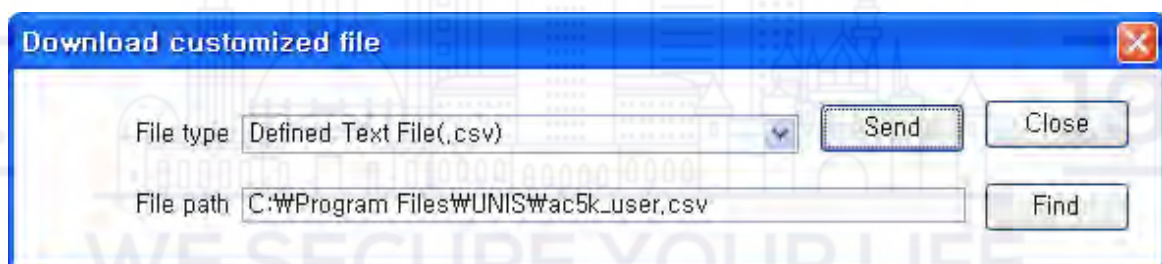 Download customized file
File type Defined Text File(,csv) Send Close
File path C:₩Program Files₩UNIS₩ac5k_user,csv Find
WE SECURE YOUR LIFE